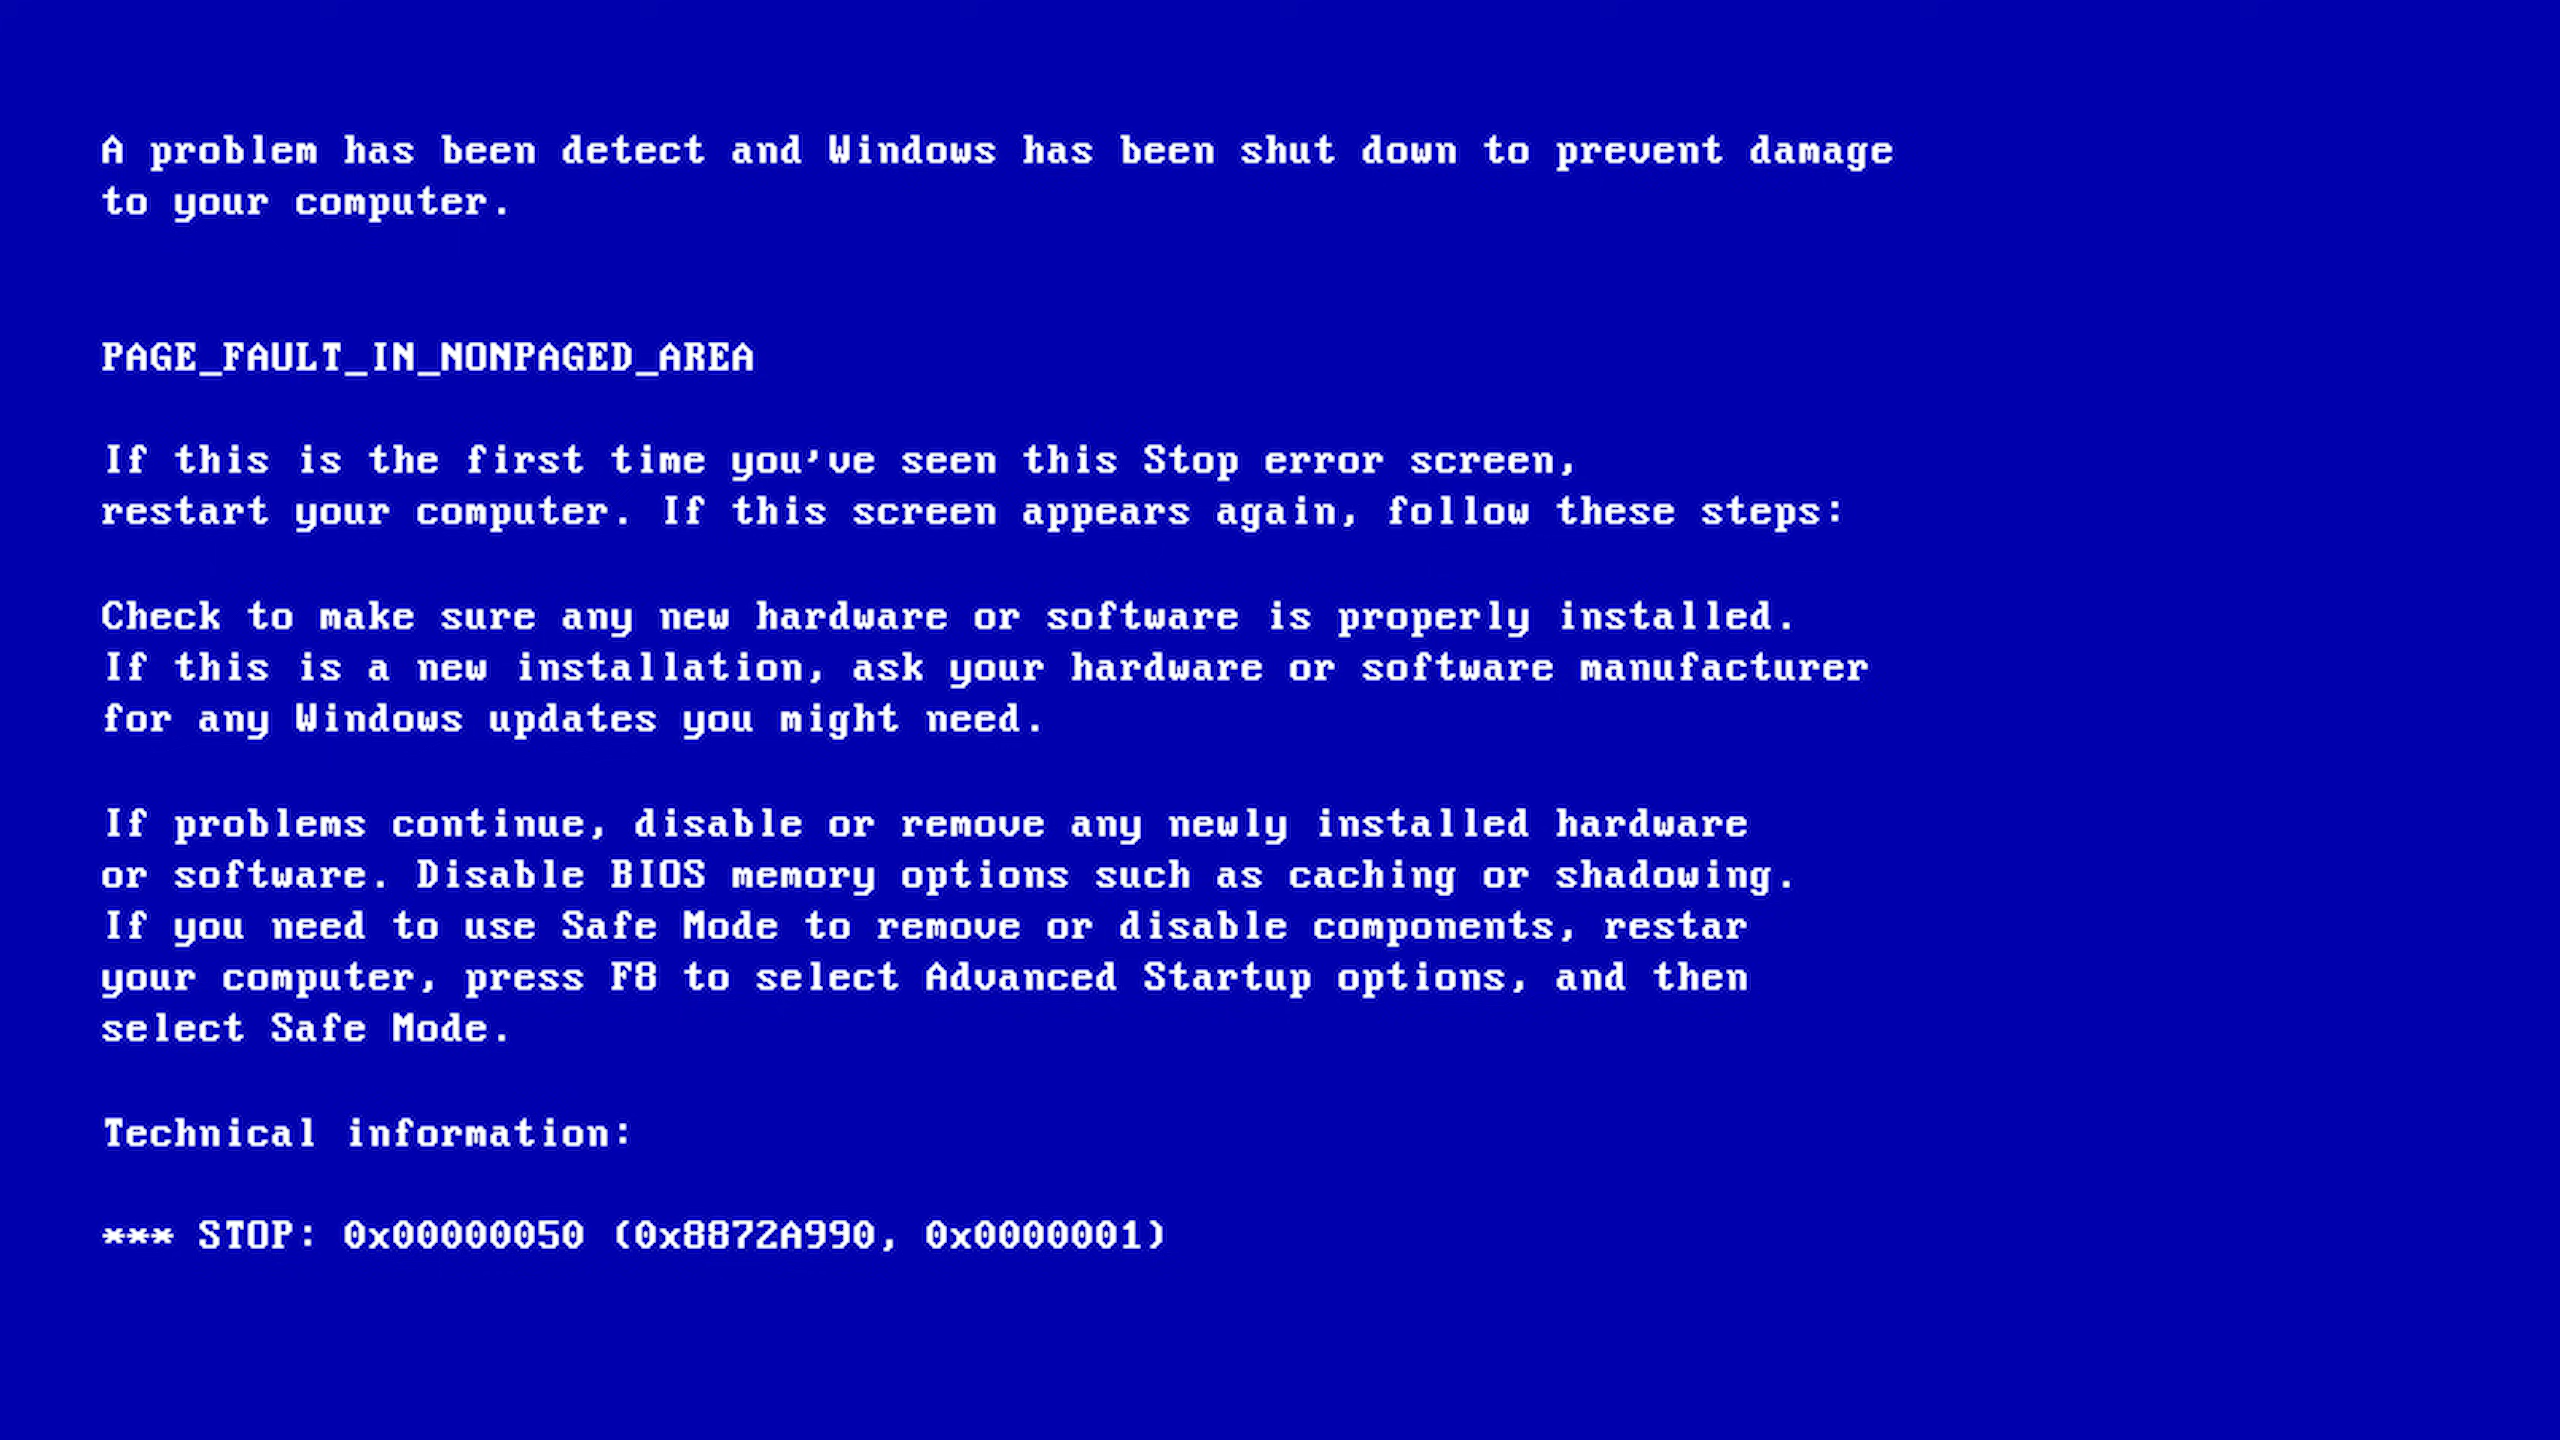 A problem has been detect and Windows has been shut down to prevent damage
to your computer.
PAGE_FAULT_IN_NONPAGED_AREA
If this is the first time you've seen this Stop error screen,
restart your computer. If this screen appears again, follow these steps:
Check to make sure any new hardware or software is properly installed.
If this is a new installation, ask your hardware or software manufacturer
for any Windows updates you might need.
If problems continue, disable or remove any newly installed hardware
or software. Disable BIOS memory options such as caching or shadowing.
If you need to use Safe Mode to remove or disable components, restar
your computer, press F8 to select Advanced Startup options, and then
select Safe Mode.
Technical information:
*** STOP: 0x00000050 (0x8872A990, 0x0000001)